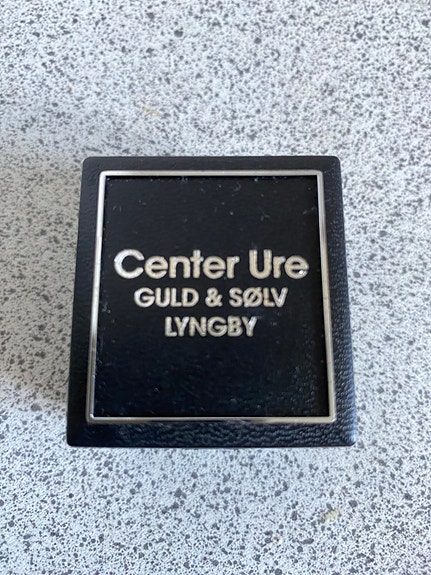 Center Ure
GULD & SØLV
LYNGBY